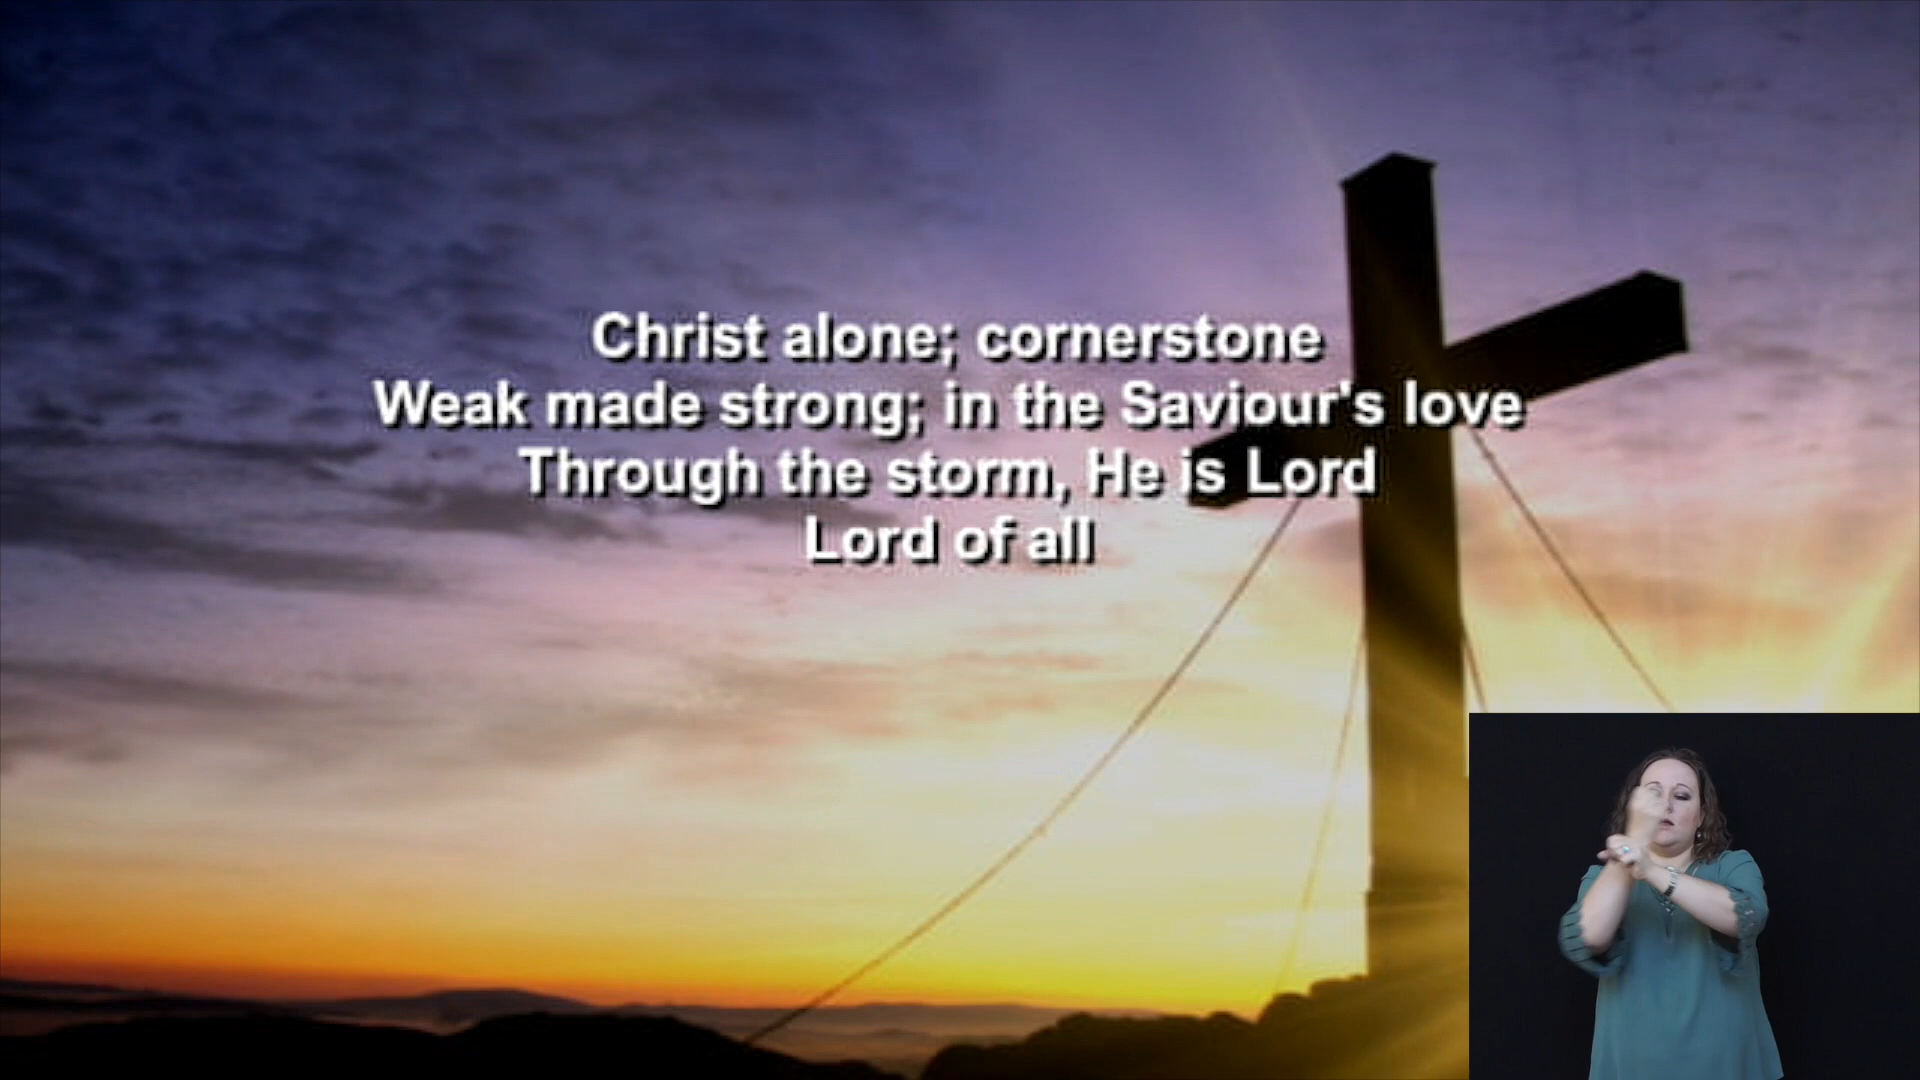 Christ alone; cornerstone
Weak made strong; in the Saviour's love
Through the storm, He is Lord
Lord of all